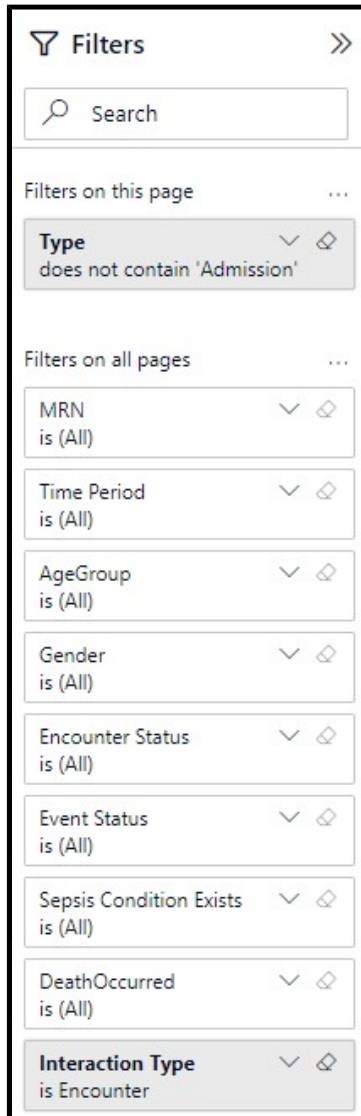 Filters
Search
Filters on this page
Type
does not contain 'Admission'
Filters on all pages
MRN
is (All)
Time Period
is (All)
AgeGroup
is (All)
Gender
is (All)
Encounter Status
is (All)
Event Status
is (All)
Sepsis Condition Exists
is (All)
DeathOccurred
is (All)
Interaction Type
is Encounter